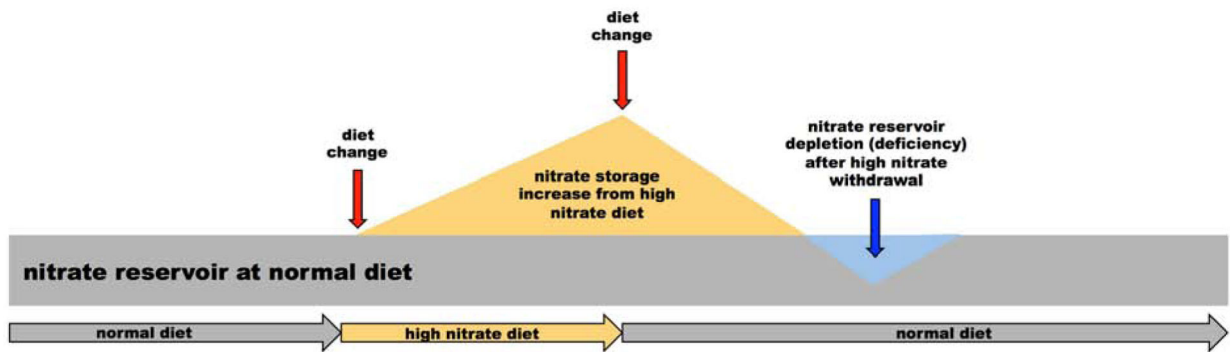 diet
change
diet
change
nitrate reservoir
depletion (deficiency)
after high nitrate
withdrawal
nitrate storage
increase from high
nitrate diet
nitrate reservoir at normal diet
normal diet
high nitrate diet
normal diet